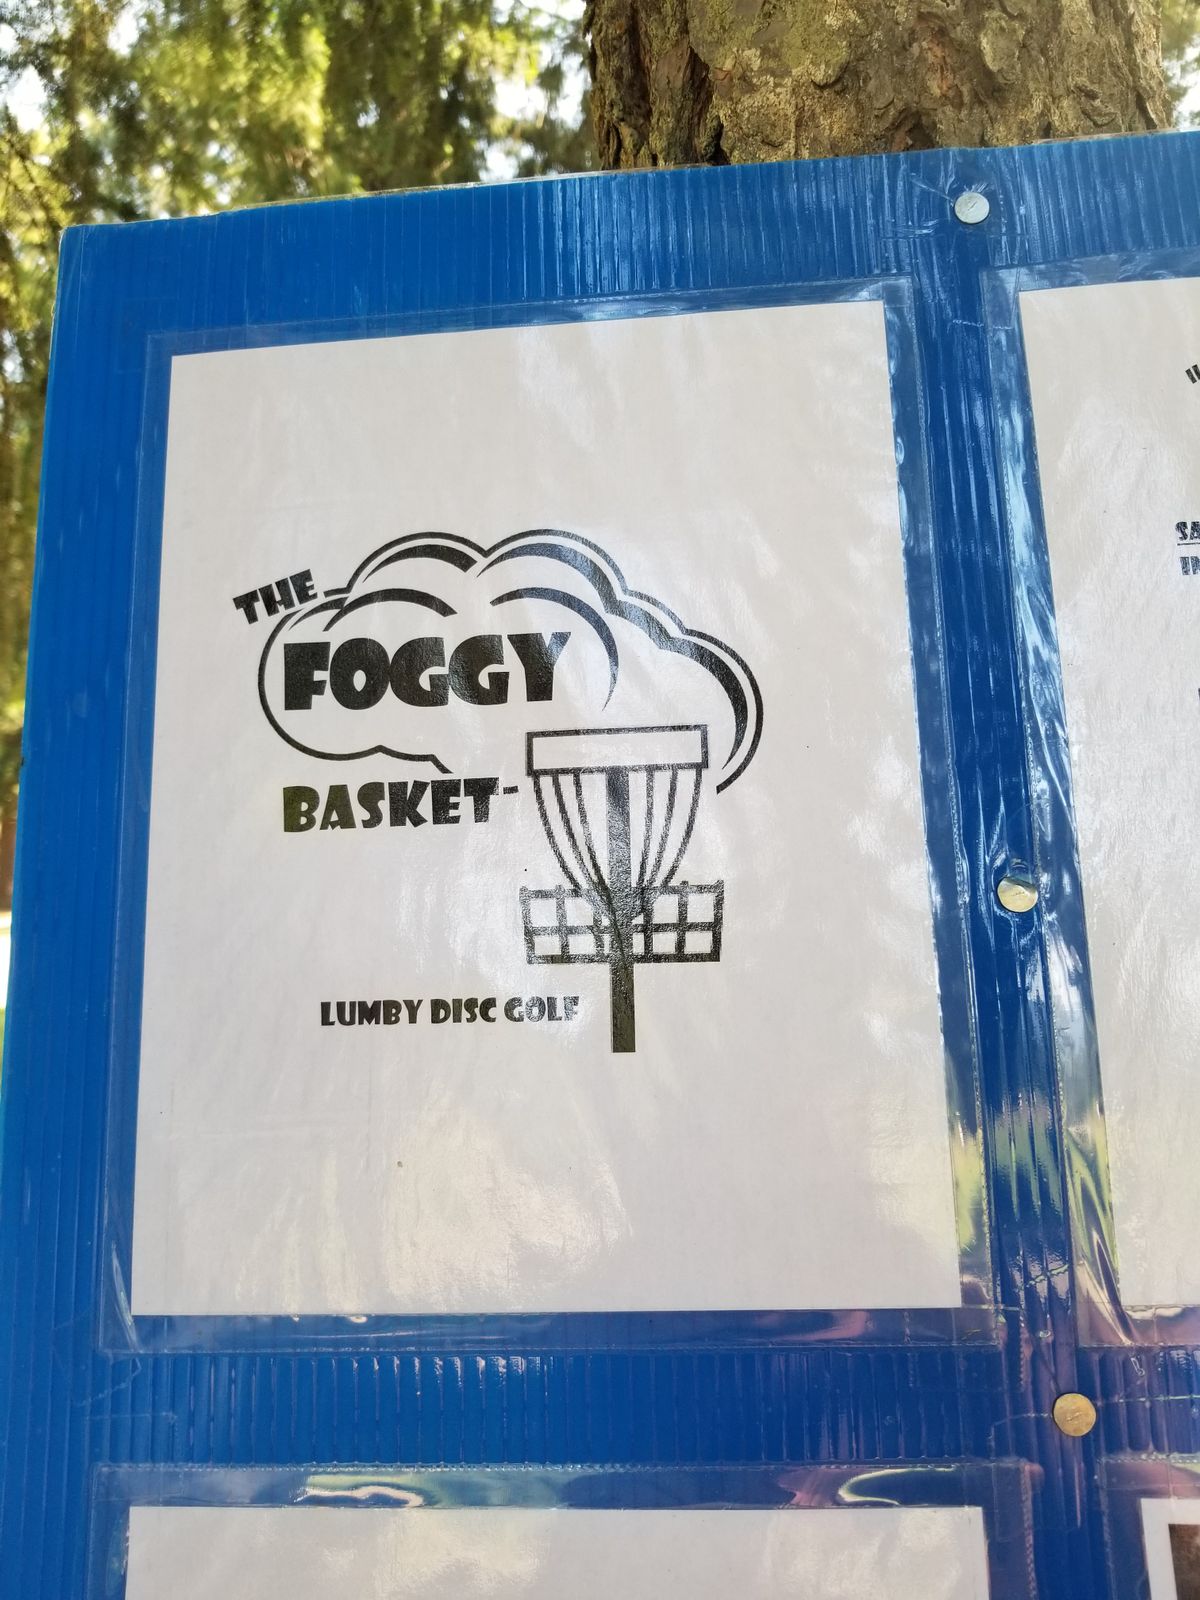 THE
FOGGY
BASKET-
LUMBY DISC GOLF